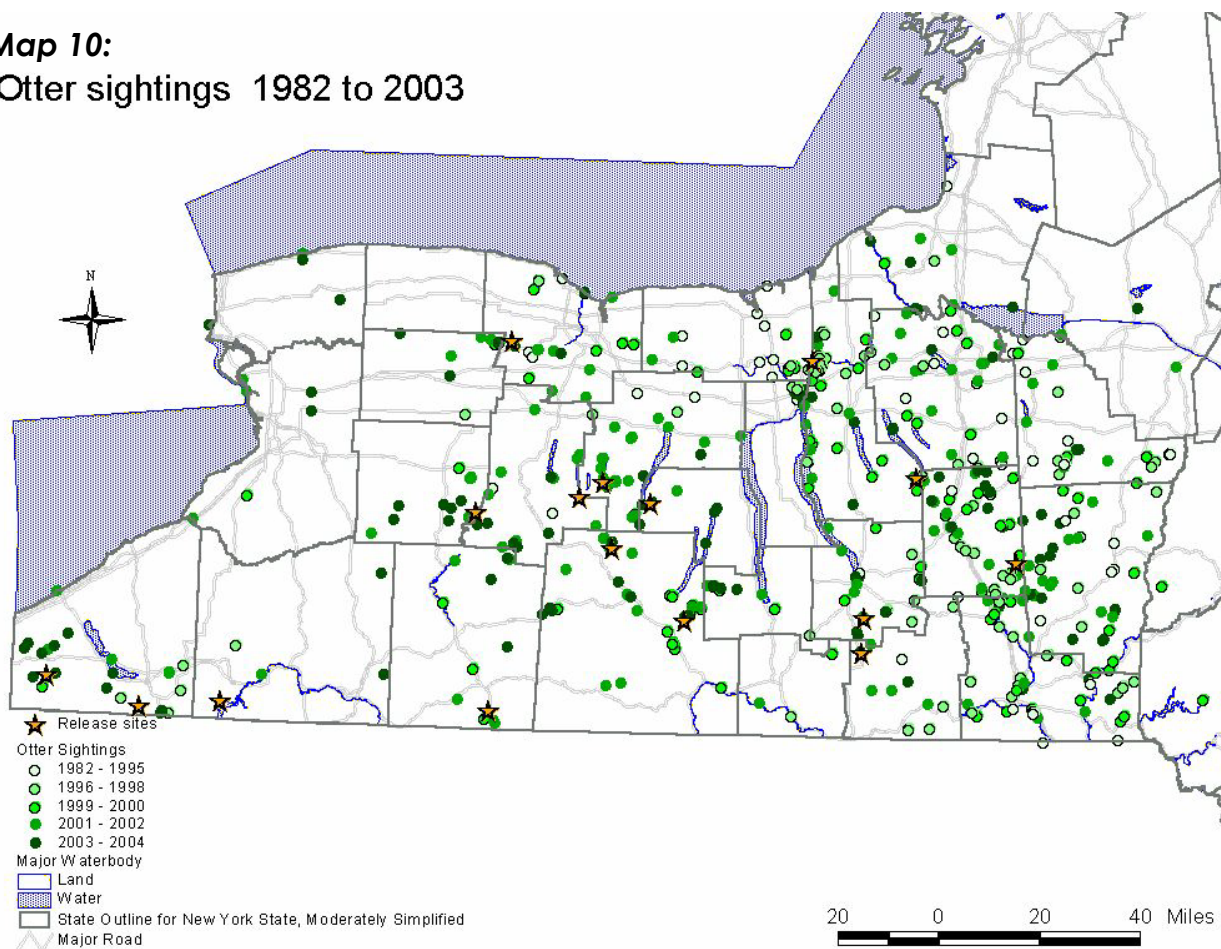 Map 10:
Otter sightings 1982 to 2003
N
Release sites
Otter Sightings
1982 - 1995
1996 - 1998
1999 - 2000
2001 - 2002
2003 - 2004
Major Waterbody
Land
Water
State Outline for New York State, Moderately Simplified
Major Road
20 0 20 40 Miles